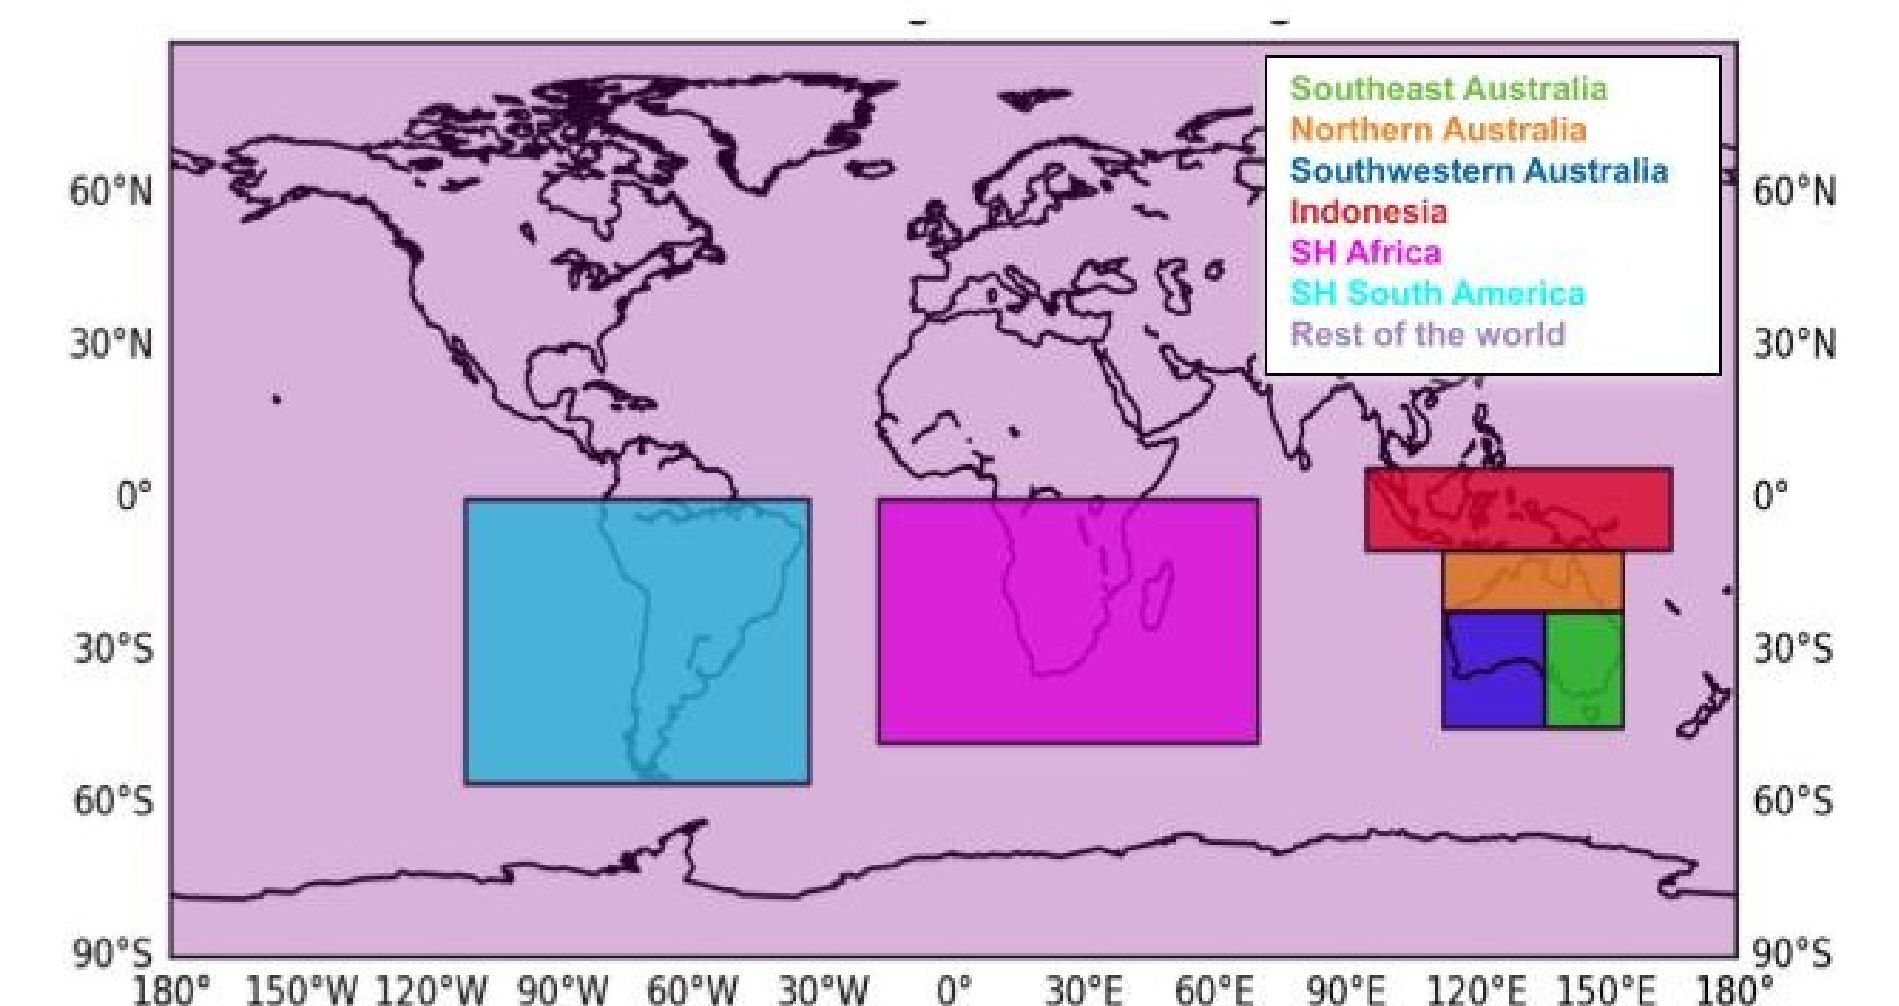 Southeast Australia
Northern Australia
Southwestern Australia
Indonesia
SH Africa
SH South America
Rest of the world
60°N 60°N
30°N 30°N
0° 0°
30°S 30°S
60°S 60°S
90°S 90°S
180° 150°W 120°W 90°W 60°W 30°W 0° 30°E 60°E 90°E 120°E 150°E 180°